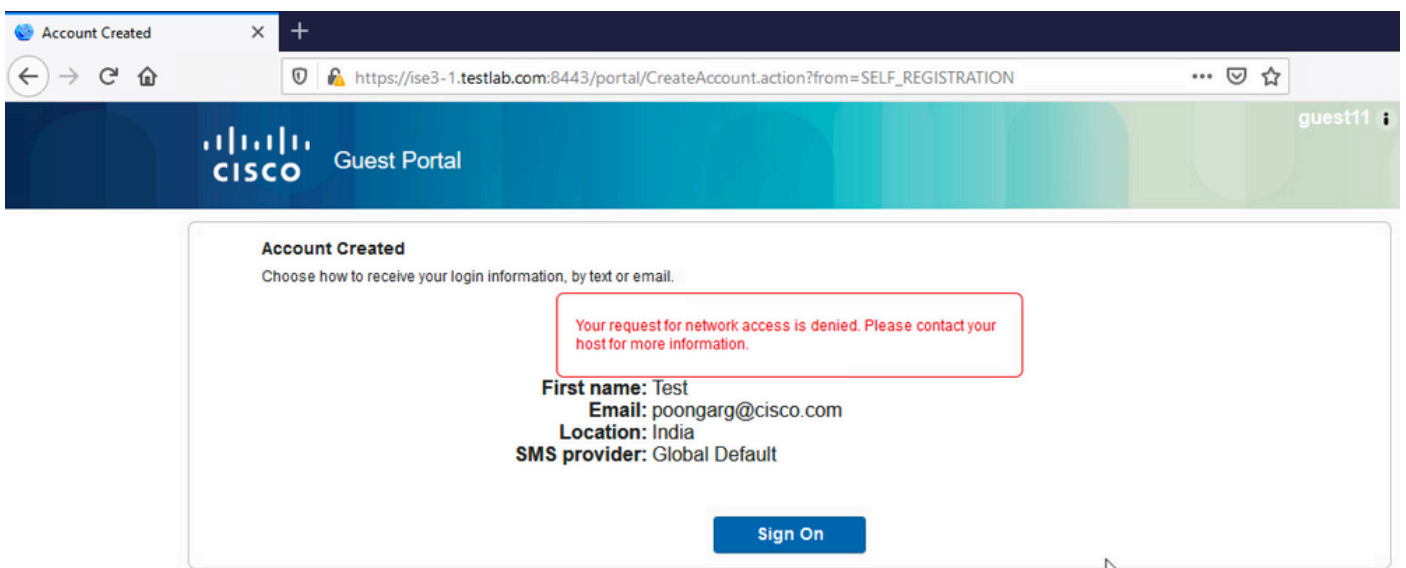 Account Created
https://ise3-1.testlab.com:8443/portal/CreateAccount.action?from=SELF_REGISTRATION
guest11
CISCO Guest Portal
Account Created
Choose how to receive your login information, by text or email.
Your request for network access is denied. Please contact your
host for more information.
First name: Test
Email: poongarg@cisco.com
Location: India
SMS provider: Global Default
Sign On